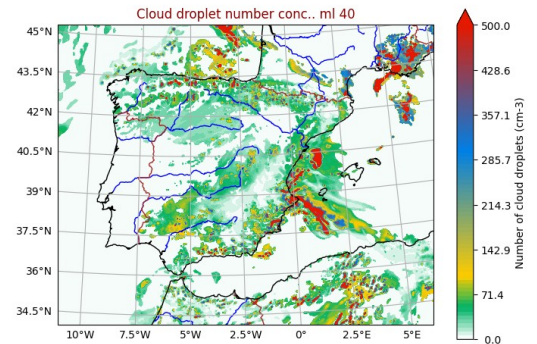 Cloud droplet number conc.. ml 40
45°N
43.5°N
42°N
40.5°N
39°N
37.5°N
36°N
34.5°N
10°W 7.5°W 5°W 2.5°W 0° 2.5°E 5°E
500.0
428.6
357.1
285.7
214.3
142.9
71.4
0.0
Number of cloud droplets (cm-3)